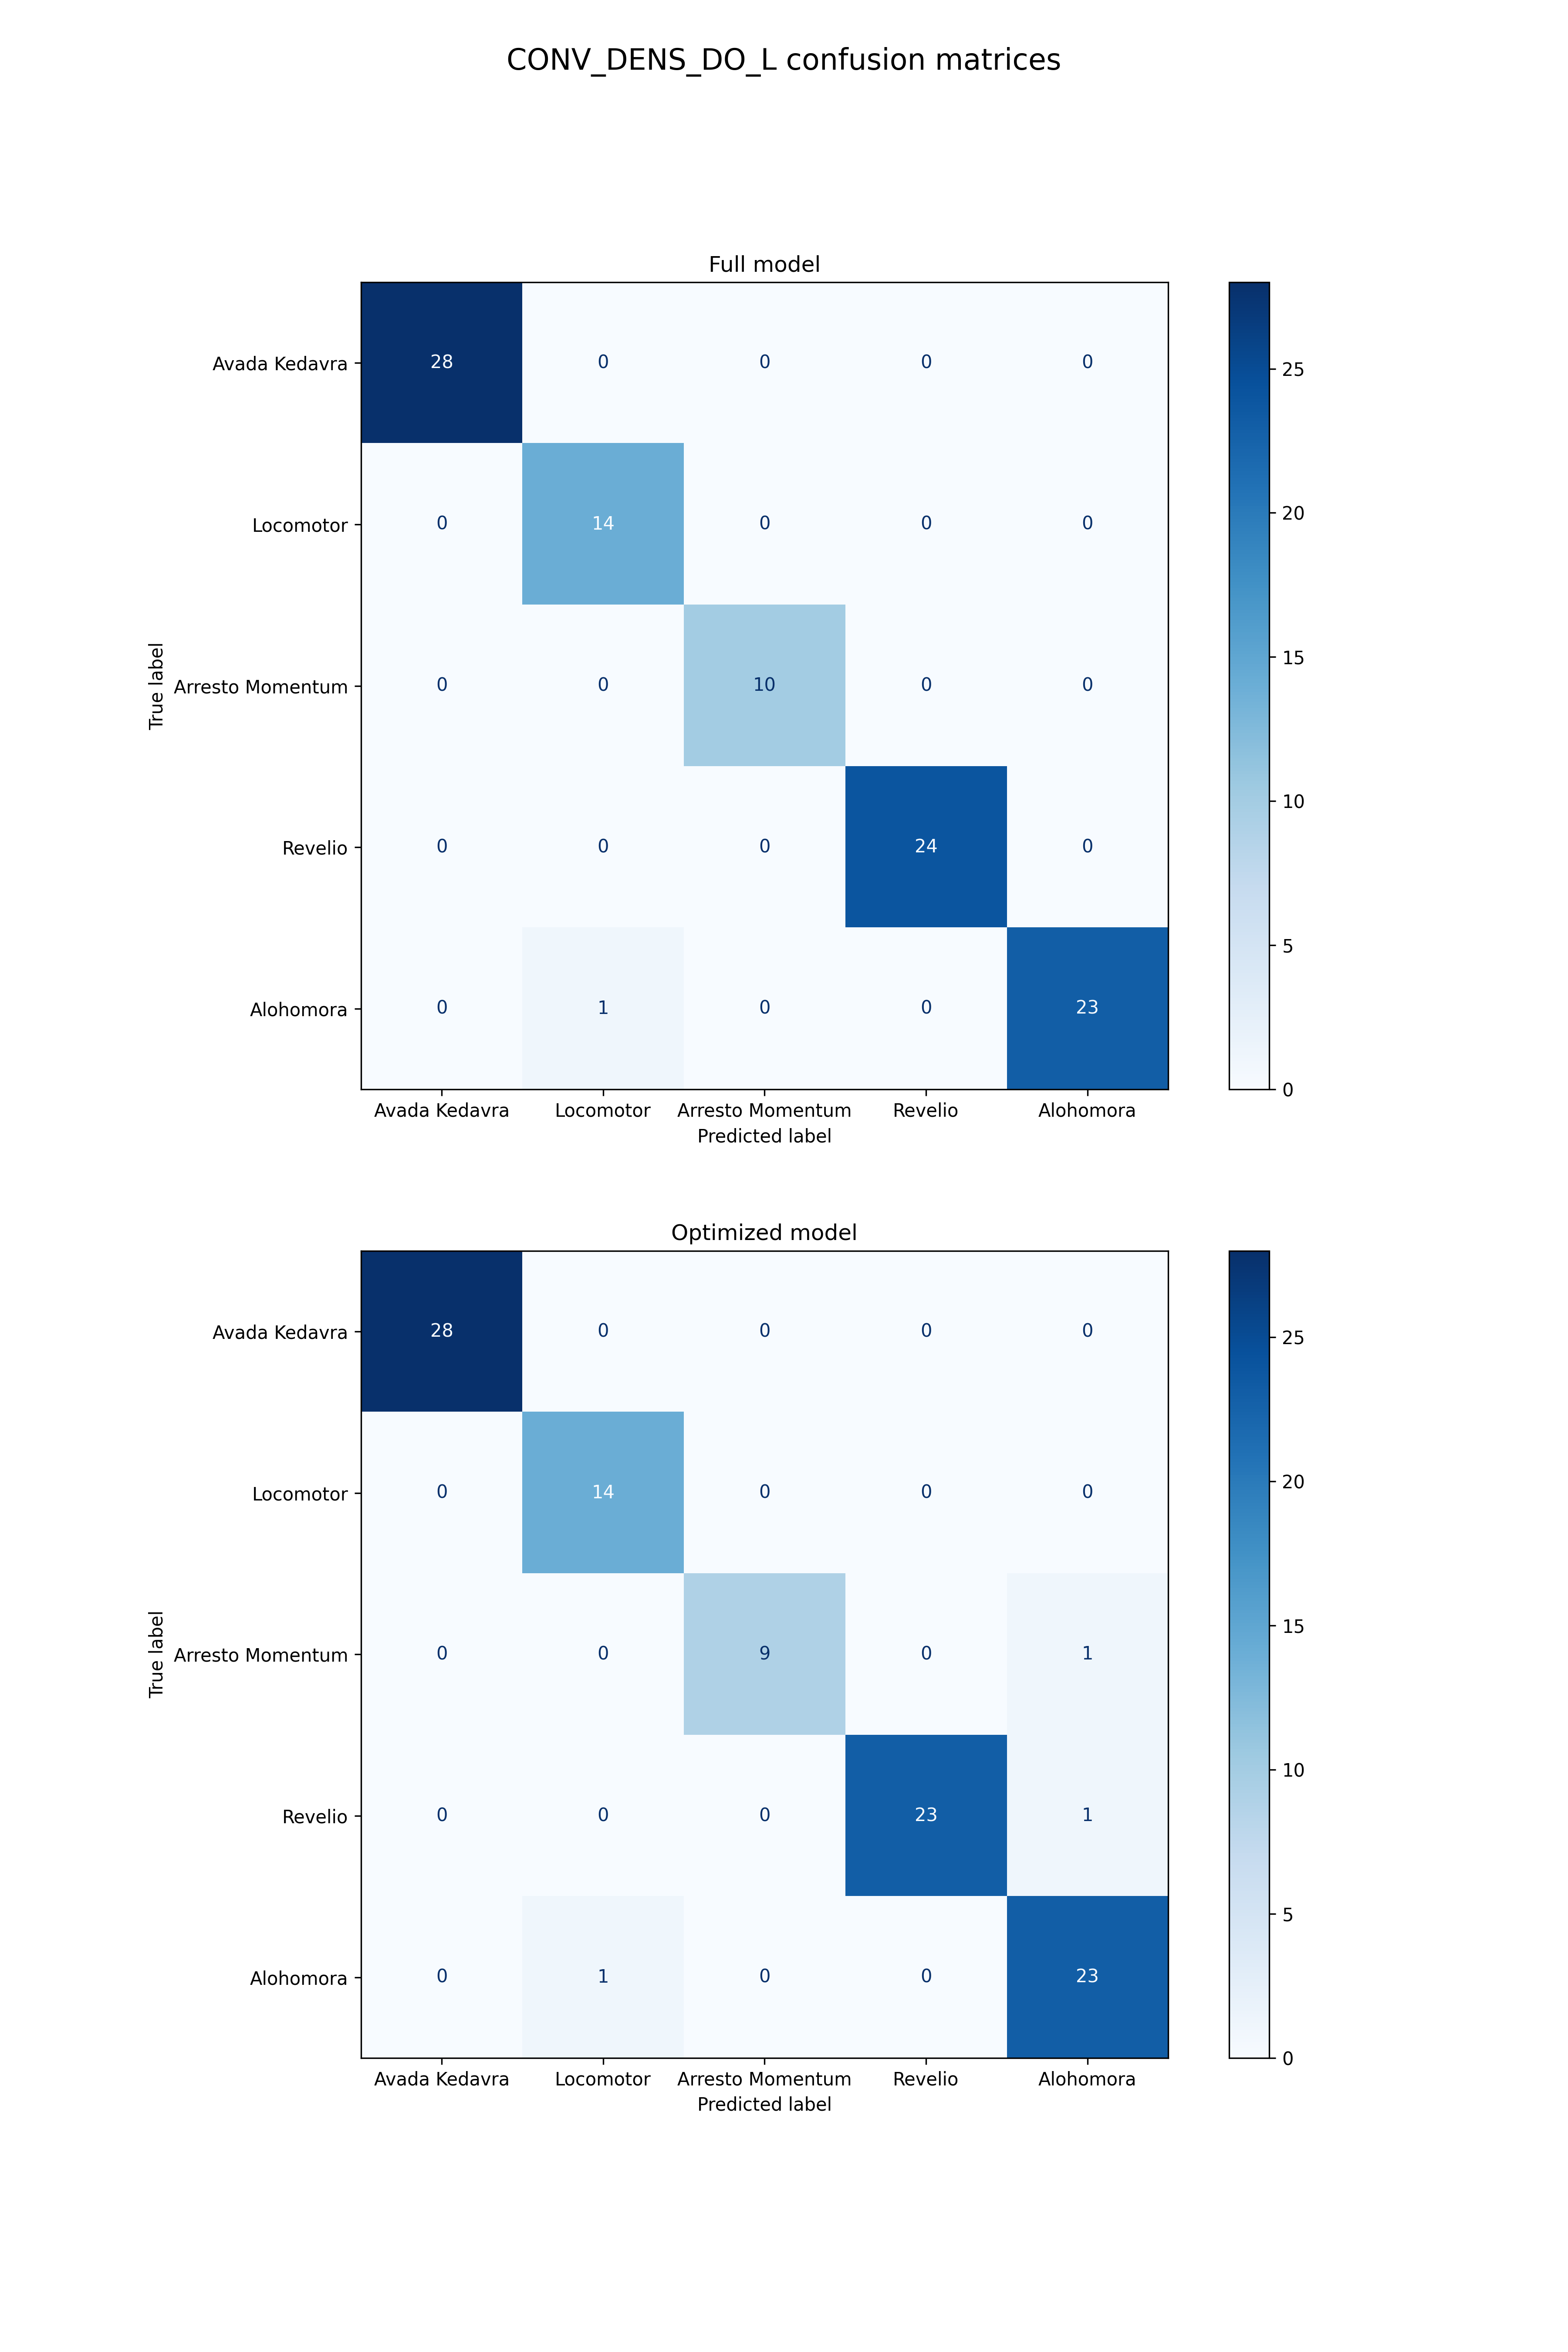 CONV_DENS_DO_L confusion matrices
Full model
Avada Kedavra 28 0 0 0 0
Locomotor 0 14 0 0 0
Arresto Momentum 0 0 10 0 0
Revelio 0 0 0 24 0
Alohomora 0 1 0 0 23
True label
Avada Kedavra Locomotor Arresto Momentum Revelio Alohomora
Predicted label
25
20
15
10
5
0
Optimized model
Avada Kedavra 28 0 0 0 0
Locomotor 0 14 0 0 0
Arresto Momentum 0 0 9 0 1
Revelio 0 0 0 23 1
Alohomora 0 1 0 0 23
True label
Avada Kedavra Locomotor Arresto Momentum Revelio Alohomora
Predicted label
25
20
15
10
5
0